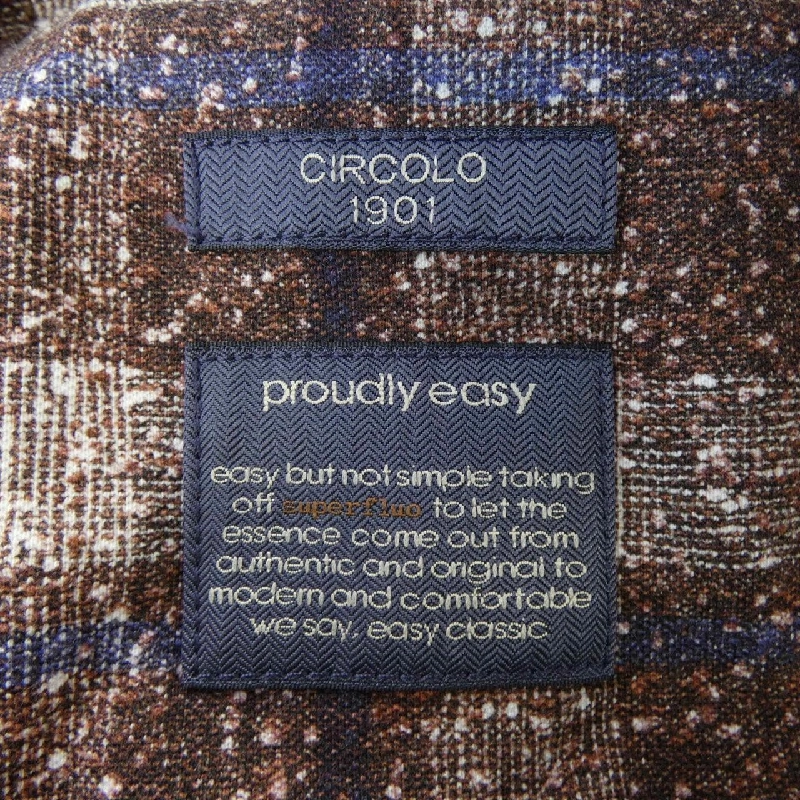 CIRCOLO
1901
proudly easy
easy but not simple taking
off superfluo to let the
essence come out from
authentic and original to
modern and comfortable
we say, easy classic